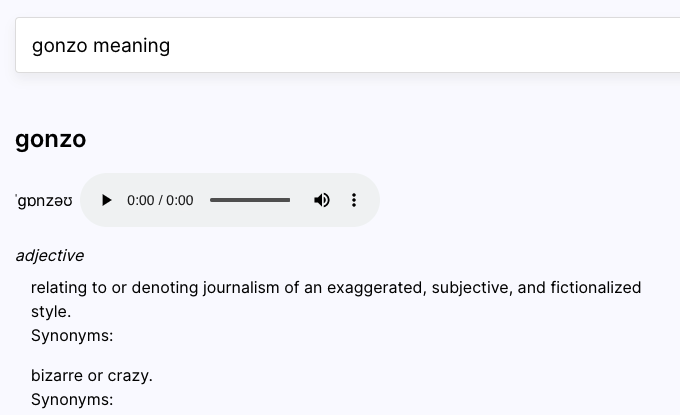 gonzo meaning
gonzo
ˈɡɒnzəʊ
0:00 / 0:00
adjective
relating to or denoting journalism of an exaggerated, subjective, and fictionalized
style.
Synonyms:
bizarre or crazy.
Synonyms: